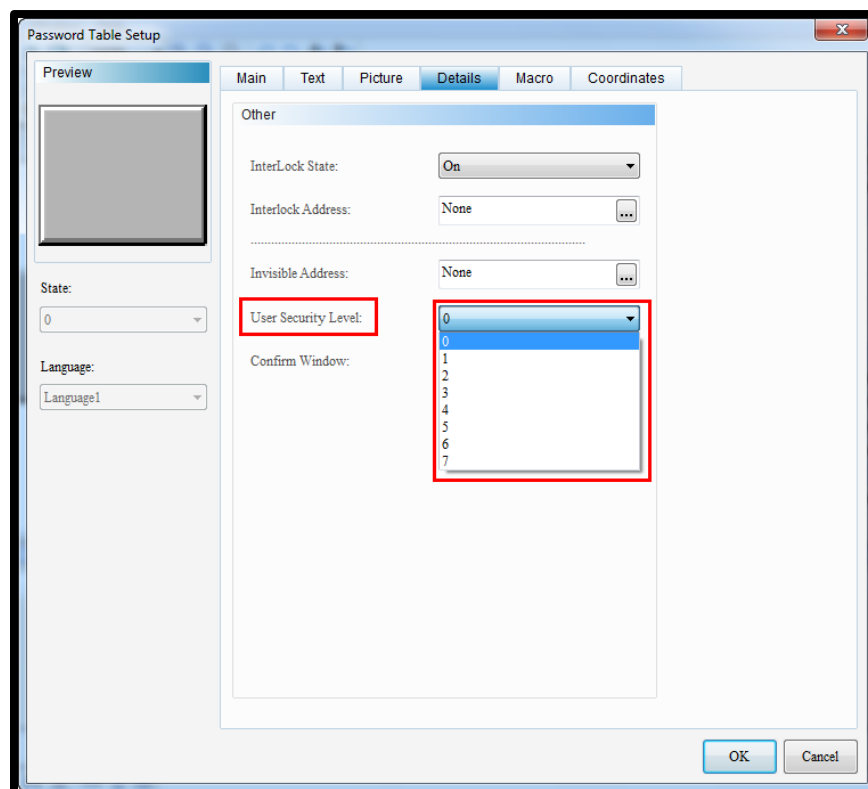 Password Table Setup
Preview
Main Text Picture Details Macro Coordinates
Other
InterLock State: On
Interlock Address: None ...
Invisible Address: None ...
State:
0
User Security Level: 0
0
1
2
3
4
5
6
7
Confirm Window:
Language:
Language1
OK Cancel